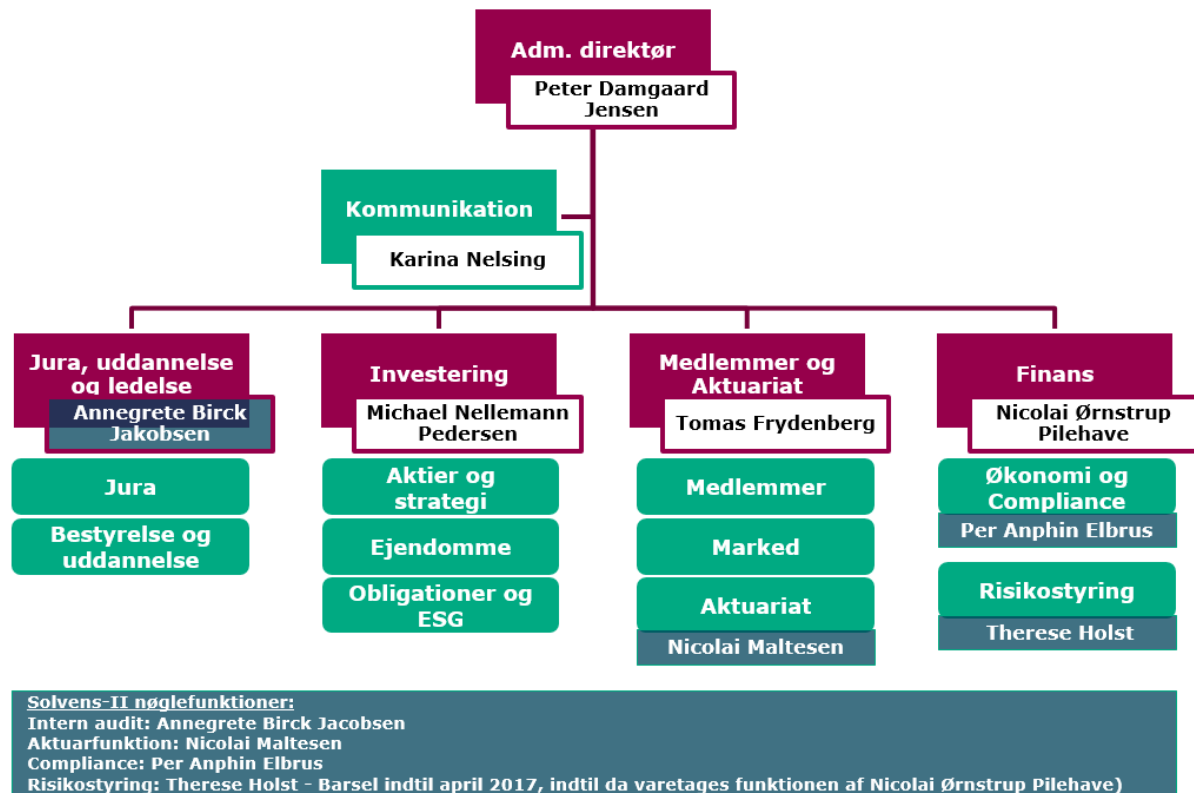 Adm. direktør
Peter Damgaard
Jensen
Kommunikation
Karina Nelsing
Jura, uddannelse
og ledelse
Annegrete Birck
Jakobsen
Jura
Bestyrelse og
uddannelse
Investering
Michael Nellemann
Pedersen
Aktier og
strategi
Ejendomme
Obligationer og
ESG
Medlemmer og
Aktuariat
Tomas Frydenberg
Medlemmer
Marked
Aktuariat
Nicolai Maltesen
Finans
Nicolai Ørnstrup
Pilehave
Økonomi og
Compliance
Per Anphin Elbrus
Risikostyring
Therese Holst
Solvens-II nøglefunktioner:
Intern audit: Annegrete Birck Jacobsen
Aktuarfunktion: Nicolai Maltesen
Compliance: Per Anphin Elbrus
Risikostyring: Therese Holst - Barsel indtil april 2017, indtil da varetages funktionen af Nicolai Ørnstrup Pilehave)